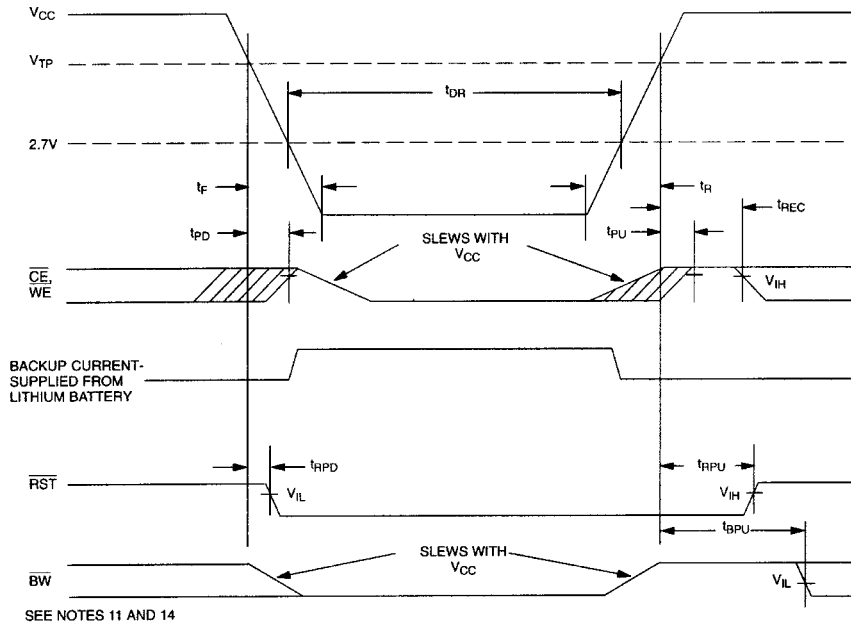 VCC
VTP
tDR
2.7V
tF
tR
tREC
tPD
tPU
SLEWS WITH
VCC
CE,
WE
VIH
BACKUP CURRENT-
SUPPLIED FROM
LITHIUM BATTERY
tRPD
tRPU
RST
VIL
VIH
tBPU
SLEWS WITH
VCC
BW
VIL
SEE NOTES 11 AND 14